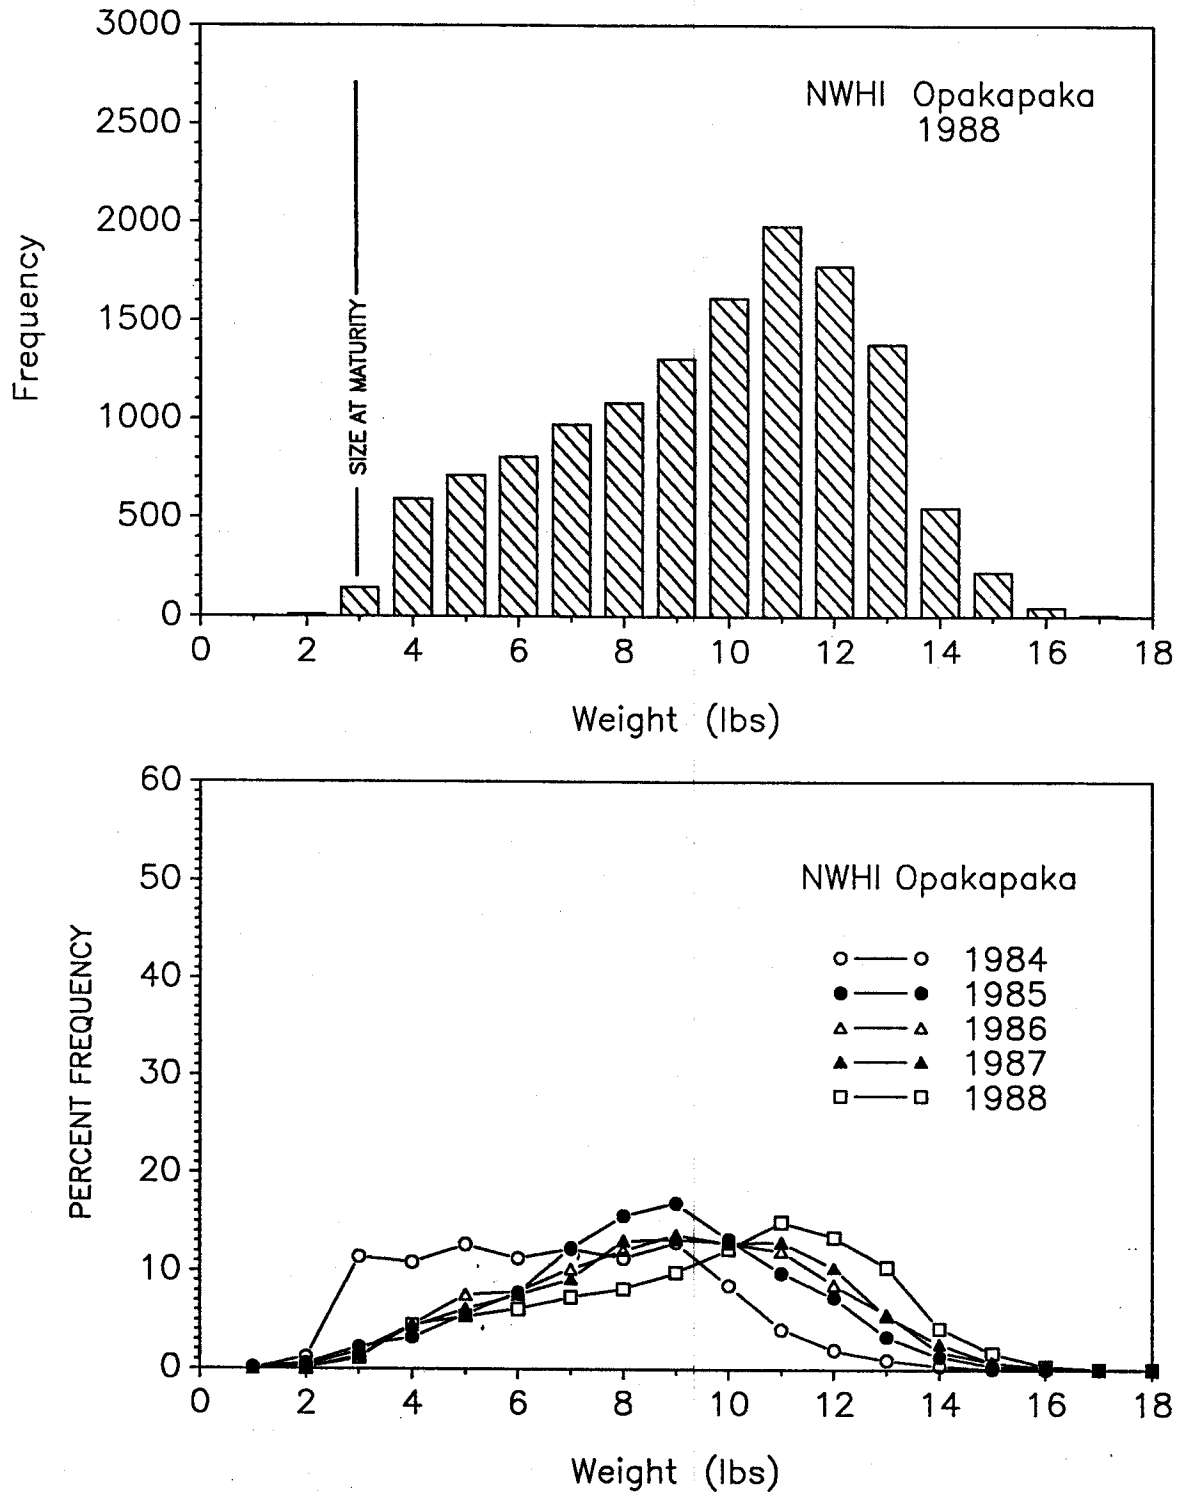 3000
2500
2000
1500
1000
500
0
Frequency
NWHI Opakapaka
1988
SIZE AT MATURITY
0 2 4 6 8 10 12 14 16 18
Weight (lbs)
60
50
40
30
20
10
0
PERCENT FREQUENCY
NWHI Opakapaka
1984
1985
1986
1987
1988
0 2 4 6 8 10 12 14 16 18
Weight (lbs)